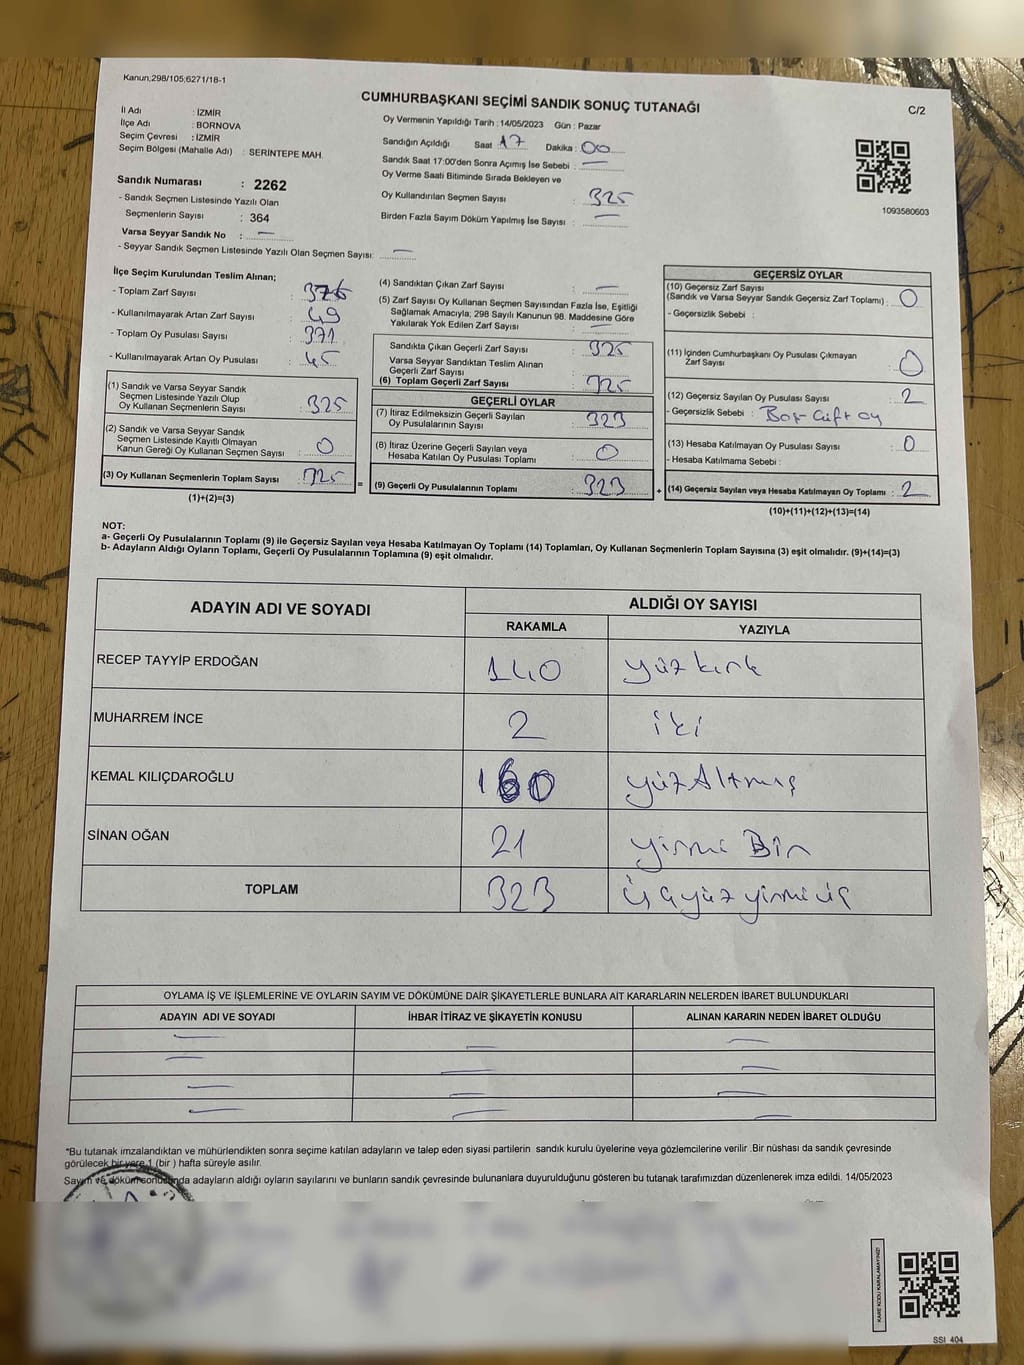 Kanun;298/105;6271/18-1
CUMHURBAŞKANI SEÇİMİ SANDIK SONUÇ TUTANAĞI
C/2
İl Adı : İZMİR
İlçe Adı : BORNOVA
Seçim Çevresi : İZMİR
Seçim Bölgesi (Mahalle Adı) : SERİNTEPE MAH.
Oy Vermenin Yapıldığı Tarih : 14/05/2023 Gün : Pazar
Sandığın Açıldığı Saat 17 Dakika : 00
Sandık Saat 17:00'den Sonra Açımış İse Sebebi : —
Oy Verme Saati Bitiminde Sırada Bekleyen ve
Oy Kullandırılan Seçmen Sayısı : 325
Birden Fazla Sayım Döküm Yapılmış İse Sayısı : —
1093580603
Sandık Numarası : 2262
- Sandık Seçmen Listesinde Yazılı Olan
Seçmenlerin Sayısı : 364
Varsa Seyyar Sandık No : —
- Seyyar Sandık Seçmen Listesinde Yazılı Olan Seçmen Sayısı: —
İlçe Seçim Kurulundan Teslim Alınan;
- Toplam Zarf Sayısı :
- Kullanılmayarak Artan Zarf Sayısı : 49
- Toplam Oy Pusulası Sayısı : 371
- Kullanılmayarak Artan Oy Pusulası : 45
(1) Sandık ve Varsa Seyyar Sandık
Seçmen Listesinde Yazılı Olup
Oy Kullanan Seçmenlerin Sayısı : 325
(2) Sandık ve Varsa Seyyar Sandık
Seçmen Listesinde Kayıtlı Olmayan
Kanun Gereği Oy Kullanan Seçmen Sayısı : 0
(3) Oy Kullanan Seçmenlerin Toplam Sayısı : 325
(1)+(2)=(3)
(4) Sandıktan Çıkan Zarf Sayısı : —
(5) Zarf Sayısı Oy Kullanan Seçmen Sayısından Fazla İse, Eşitliği
Sağlamak Amacıyla; 298 Sayılı Kanunun 98. Maddesine Göre
Yakılarak Yok Edilen Zarf Sayısı : —
Sandıkta Çıkan Geçerli Zarf Sayısı : 325
Varsa Seyyar Sandıktan Teslim Alınan
Geçerli Zarf Sayısı
(6) Toplam Geçerli Zarf Sayısı : 325
=
GEÇERLİ OYLAR
(7) İtiraz Edilmeksizin Geçerli Sayılan
Oy Pusulalarının Sayısı : 323
(8) İtiraz Üzerine Geçerli Sayılan veya
Hesaba Katılan Oy Pusulası Toplamı : 0
(9) Geçerli Oy Pusulalarının Toplamı : 323
+
GEÇERSİZ OYLAR
(10) Geçersiz Zarf Sayısı
(Sandık ve Varsa Seyyar Sandık Geçersiz Zarf Toplamı) : 0
- Geçersizlik Sebebi :
(11) İçinden Cumhurbaşkanı Oy Pusulası Çıkmayan
Zarf Sayısı : 0
(12) Geçersiz Sayılan Oy Pusulası Sayısı : 2
- Geçersizlik Sebebi : Boş-Çift oy
(13) Hesaba Katılmayan Oy Pusulası Sayısı : 0
- Hesaba Katılmama Sebebi :
(14) Geçersiz Sayılan veya Hesaba Katılmayan Oy Toplamı : 2
(10)+(11)+(12)+(13)=(14)
NOT:
a- Geçerli Oy Pusulalarının Toplamı (9) ile Geçersiz Sayılan veya Hesaba Katılmayan Oy Toplamı (14) Toplamları, Oy Kullanan Seçmenlerin Toplam Sayısına (3) eşit olmalıdır. (9)+(14)=(3)
b- Adayların Aldığı Oyların Toplamı, Geçerli Oy Pusulalarının Toplamına (9) eşit olmalıdır.
ADAYIN ADI VE SOYADI ALDIĞI OY SAYISI
RAKAMLA YAZIYLA
RECEP TAYYİP ERDOĞAN 140 yüz kırk
MUHARREM İNCE 2 iki
KEMAL KILIÇDAROĞLU 160 yüzAltmış
SİNAN OĞAN 21 yirmi Bir
TOPLAM 323 üçyüz yirmi üç
OYLAMA İŞ VE İŞLEMLERİNE VE OYLARIN SAYIM VE DÖKÜMÜNE DAİR ŞİKAYETLERLE BUNLARA AİT KARARLARIN NELERDEN İBARET BULUNDUKLARI
ADAYIN ADI VE SOYADI İHBAR İTİRAZ VE ŞİKAYETİN KONUSU ALINAN KARARIN NEDEN İBARET OLDUĞU
— — —
— — —
— — —
— — —
*Bu tutanak imzalandıktan ve mühürlendikten sonra seçime katılan adayların ve talep eden siyasi partilerin sandık kurulu üyelerine veya gözlemcilerine verilir .Bir nüshası da sandık çevresinde
görülecek bir yere 1 (bir ) hafta süreyle asılır.
Sayım ve döküm sonucunda adayların aldığı oyların sayılarını ve bunların sandık çevresinde bulunanlara duyurulduğunu gösteren bu tutanak tarafımızdan düzenlenerek imza edildi. 14/05/2023
KARE KODU KARALAMAYINIZ!
SSI_404